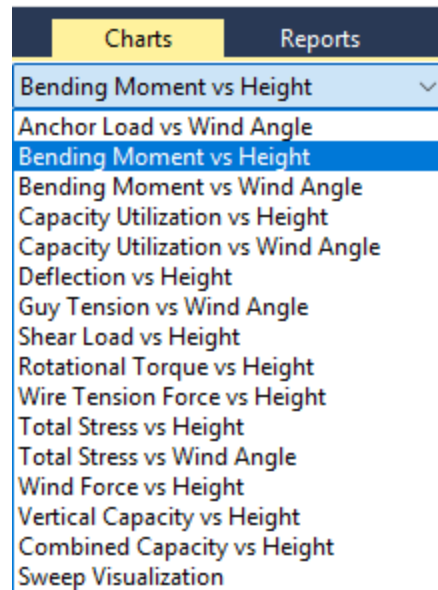 Charts Reports
Bending Moment vs Height
Anchor Load vs Wind Angle
Bending Moment vs Height
Bending Moment vs Wind Angle
Capacity Utilization vs Height
Capacity Utilization vs Wind Angle
Deflection vs Height
Guy Tension vs Wind Angle
Shear Load vs Height
Rotational Torque vs Height
Wire Tension Force vs Height
Total Stress vs Height
Total Stress vs Wind Angle
Wind Force vs Height
Vertical Capacity vs Height
Combined Capacity vs Height
Sweep Visualization